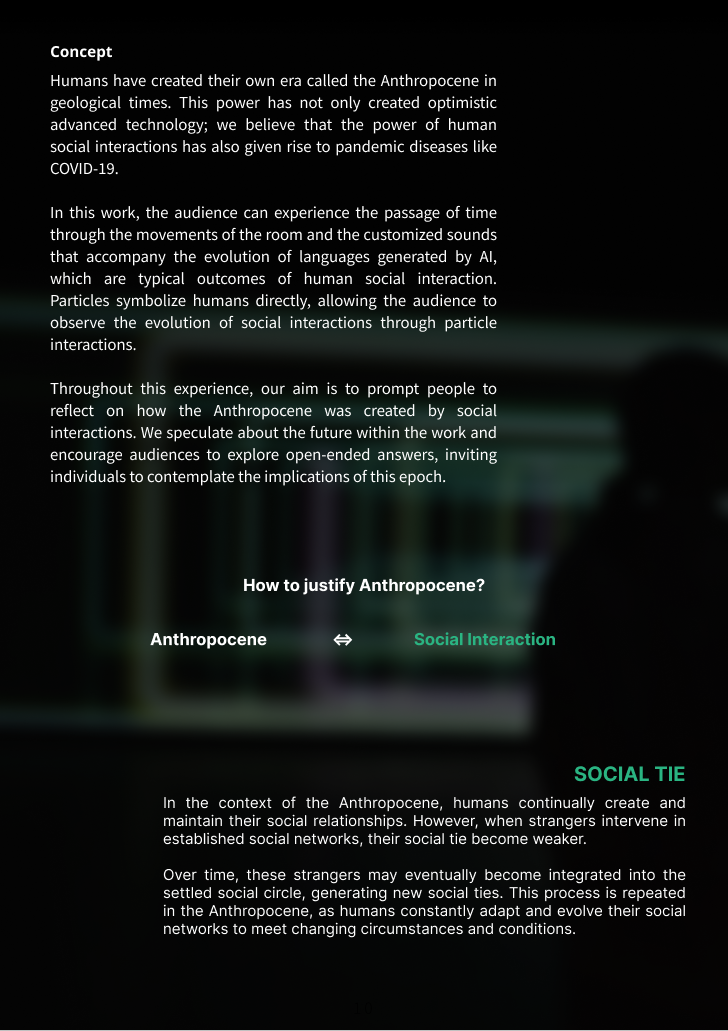 Concept
Humans have created their own era called the Anthropocene in
geological times. This power has not only created optimistic
advanced technology; we believe that the power of human
social interactions has also given rise to pandemic diseases like
COVID-19.
In this work, the audience can experience the passage of time
through the movements of the room and the customized sounds
that accompany the evolution of languages generated by AI,
which are typical outcomes of human social interaction.
Particles symbolize humans directly, allowing the audience to
observe the evolution of social interactions through particle
interactions.
Throughout this experience, our aim is to prompt people to
reflect on how the Anthropocene was created by social
interactions. We speculate about the future within the work and
encourage audiences to explore open-ended answers, inviting
individuals to contemplate the implications of this epoch.
How to justify Anthropocene?
Anthropocene ⇔ Social Interaction
SOCIAL TIE
In the context of the Anthropocene, humans continually create and
maintain their social relationships. However, when strangers intervene in
established social networks, their social tie become weaker.
Over time, these strangers may eventually become integrated into the
settled social circle, generating new social ties. This process is repeated
in the Anthropocene, as humans constantly adapt and evolve their social
networks to meet changing circumstances and conditions.